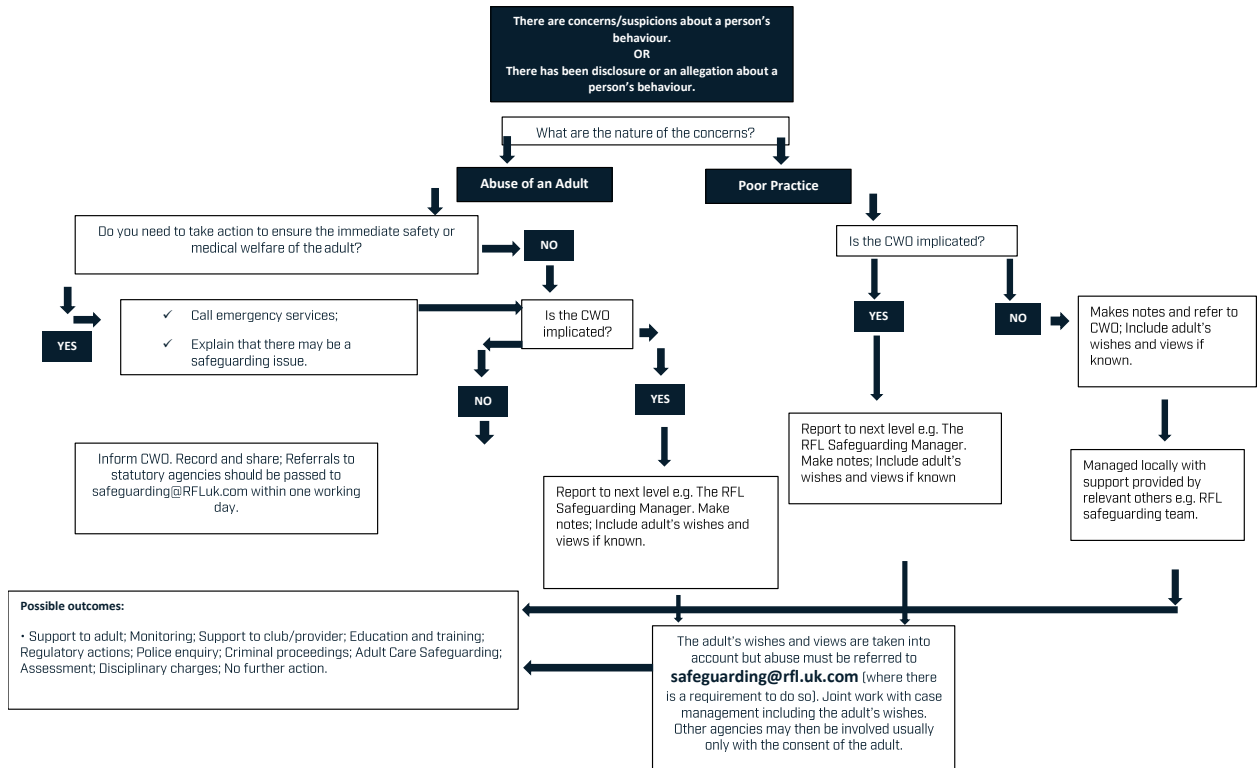 There are concerns/suspicions about a person's
behaviour.
OR
There has been disclosure or an allegation about a
person's behaviour.
What are the nature of the concerns?
Abuse of an Adult
Poor Practice
Do you need to take action to ensure the immediate safety or
medical welfare of the adult?
NO
Is the CWO implicated?
YES
✓ Call emergency services;
✓ Explain that there may be a
safeguarding issue.
Is the CWO
implicated?
YES
NO
Makes notes and refer to
CWO; Include adult's
wishes and views if
known.
NO
YES
Inform CWO. Record and share; Referrals to
statutory agencies should be passed to
safeguarding@RFLuk.com within one working
day.
Report to next level e.g. The RFL
Safeguarding Manager. Make
notes; Include adult's wishes and
views if known.
Report to next level e.g. The
RFL Safeguarding Manager.
Make notes; Include adult's
wishes and views if known
Managed locally with
support provided by
relevant others e.g. RFL
safeguarding team.
Possible outcomes:
• Support to adult; Monitoring; Support to club/provider; Education and training;
Regulatory actions; Police enquiry; Criminal proceedings; Adult Care Safeguarding;
Assessment; Disciplinary charges; No further action.
The adult's wishes and views are taken into
account but abuse must be referred to
safeguarding@rfl.uk.com (where there
is a requirement to do so). Joint work with case
management including the adult's wishes.
Other agencies may then be involved usually
only with the consent of the adult.